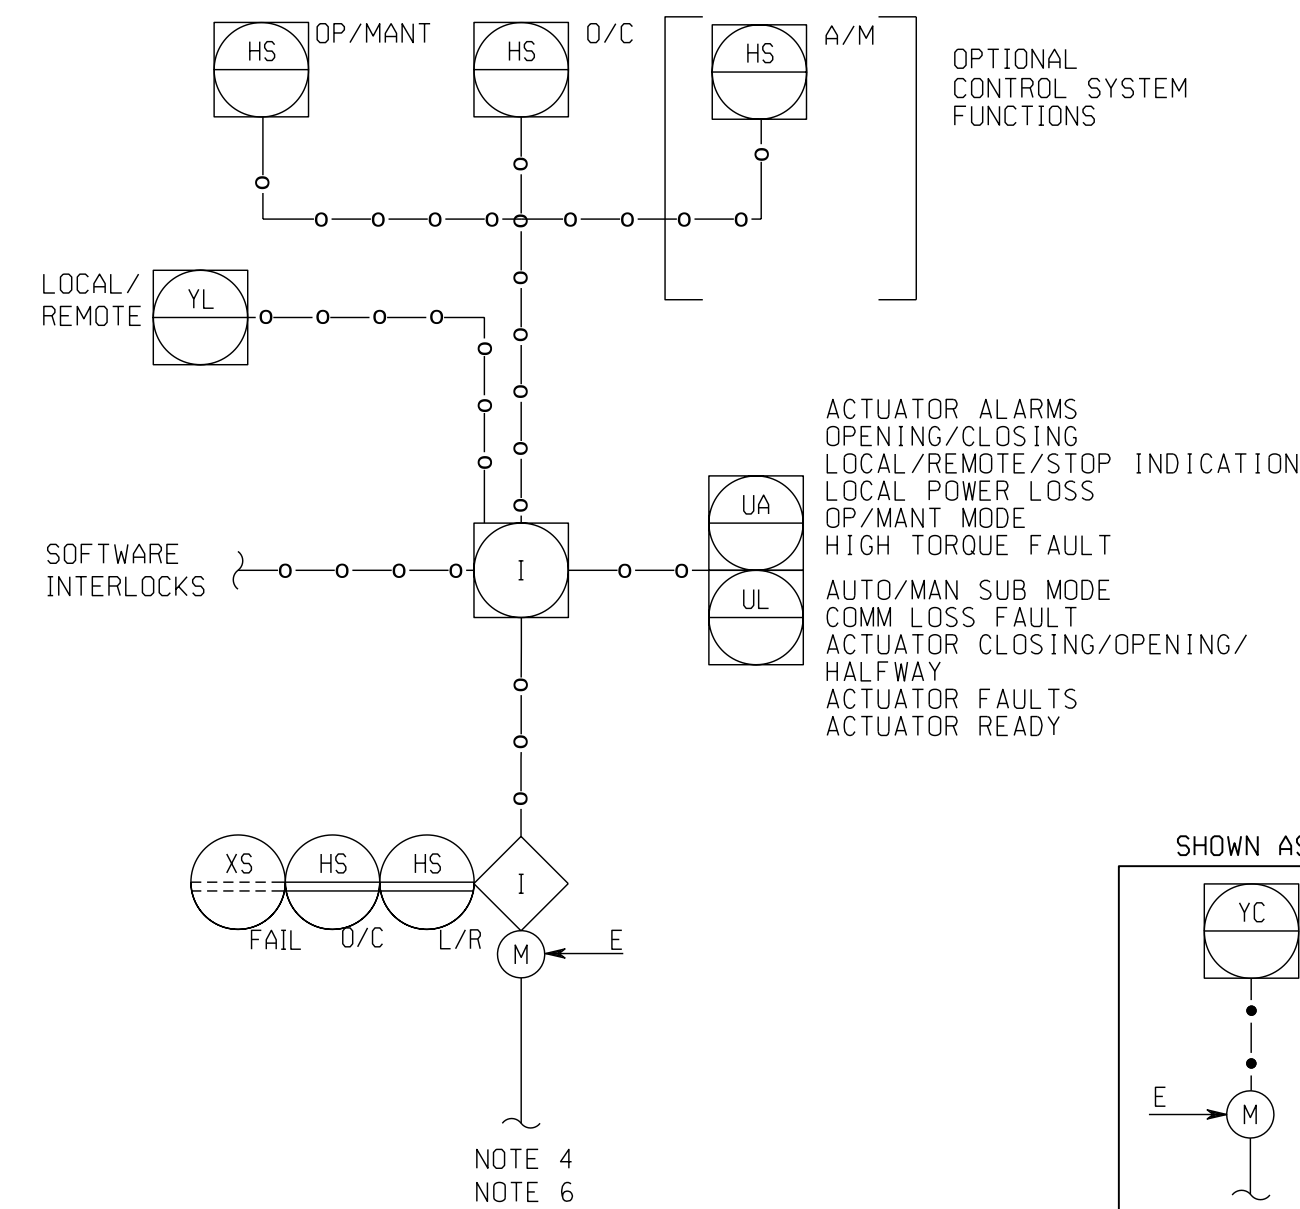 HS OP/MANT
HS O/C
HS A/M
OPTIONAL
CONTROL SYSTEM
FUNCTIONS
LOCAL/
REMOTE
YL
ACTUATOR ALARMS
OPENING/CLOSING
LOCAL/REMOTE/STOP INDICATION
LOCAL POWER LOSS
OP/MANT MODE
HIGH TORQUE FAULT
UA
SOFTWARE
INTERLOCKS
I
UL
AUTO/MAN SUB MODE
COMM LOSS FAULT
ACTUATOR CLOSING/OPENING/
HALFWAY
ACTUATOR FAULTS
ACTUATOR READY
XS HS HS I
FAIL O/C L/R
M E
NOTE 4
NOTE 6
SHOWN AS
YC
E
M